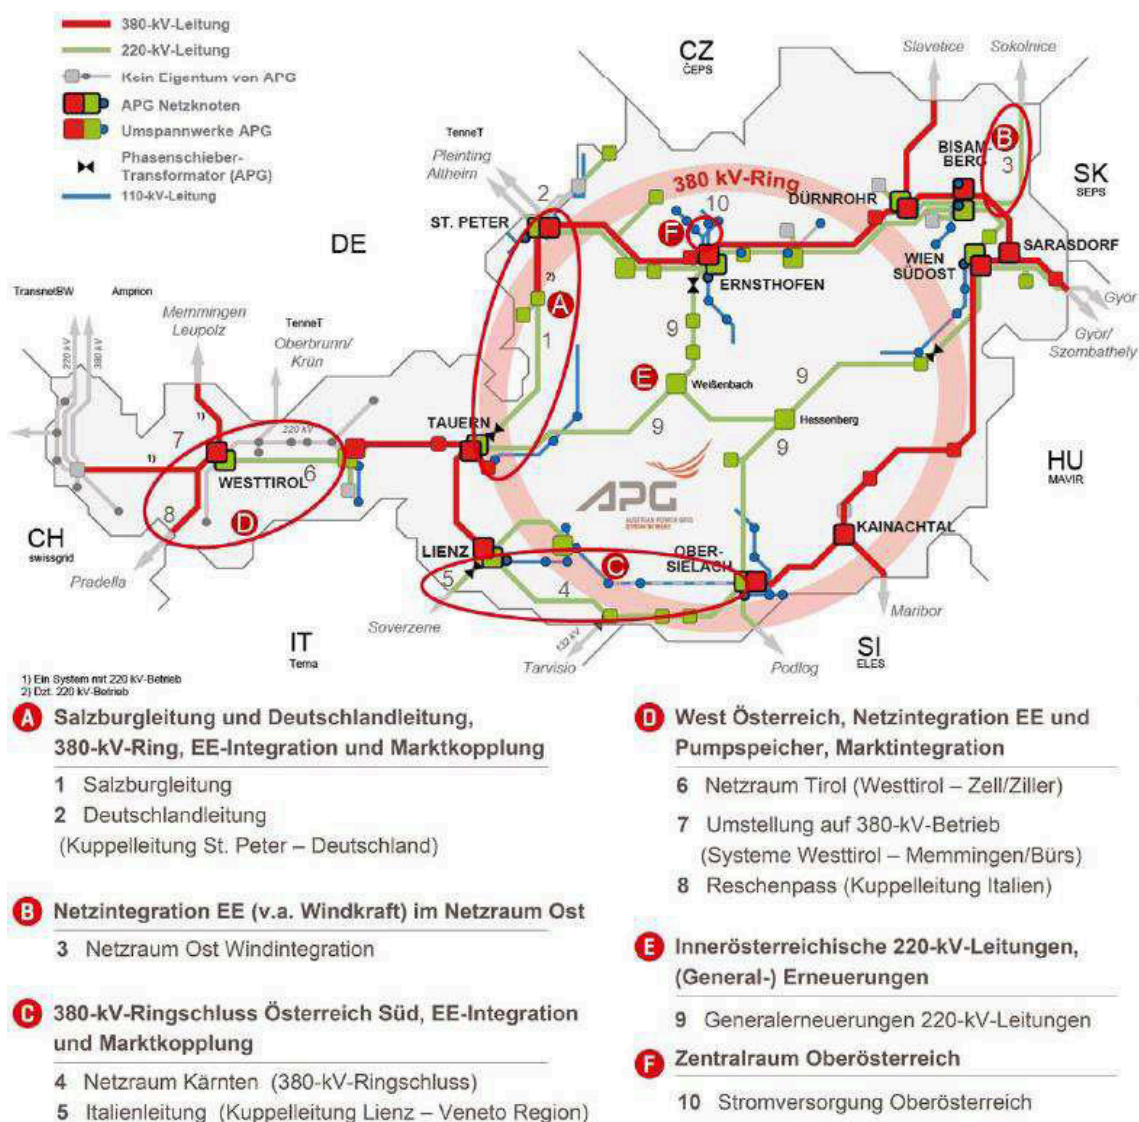 380-kV-Leitung
220-kV-Leitung
Kein Eigentum von APG
APG Netzknoten
Umspannwerke APG
Phasenschieber-
Transformator (APG)
110-kV-Leitung
CZ
ČEPS
Slavetice
Sokolnice
TenneT
Pleinting
Altheim
2
ST. PETER
380 kV-Ring
10
F
DÜRNROHR
BISAM-
BERG
B
3
SK
SEPS
DE
WIEN
SÜDOST
SARASDORF
ERNSTHOFEN
Györ
Györ/
Szombathely
TransnetBW
Amprion
Memmingen
Leupolz
TenneT
Oberbrunn/
Krün
220 kV
380 kV
2)
A
1
9
E
Weißenbach
9
Hessenberg
9
9
TAUERN
1)
7
220 kV
1)
6
WESTTIROL
8
D
CH
swissgrid
Pradella
APG
AUSTRIAN POWER GRID
HU
MAVIR
KAINACHTAL
LIENZ
OBER-
SIELACH
C
5
4
Soverzene
132 kV
Tarvisio
Podlog
Maribor
IT
Terna
SI
ELES
1) Ein System mit 220 kV-Betrieb
2) Dzt. 220 kV-Betrieb
A Salzburgleitung und Deutschlandleitung,
380-kV-Ring, EE-Integration und Marktkopplung
1 Salzburgleitung
2 Deutschlandleitung
(Kuppelleitung St. Peter – Deutschland)
B Netzintegration EE (v.a. Windkraft) im Netzraum Ost
3 Netzraum Ost Windintegration
C 380-kV-Ringschluss Österreich Süd, EE-Integration
und Marktkopplung
4 Netzraum Kärnten (380-kV-Ringschluss)
5 Italienleitung (Kuppelleitung Lienz – Veneto Region)
D West Österreich, Netzintegration EE und
Pumpspeicher, Marktintegration
6 Netzraum Tirol (Westtirol – Zell/Ziller)
7 Umstellung auf 380-kV-Betrieb
(Systeme Westtirol – Memmingen/Bürs)
8 Reschenpass (Kuppelleitung Italien)
E Innerösterreichische 220-kV-Leitungen,
(General-) Erneuerungen
9 Generalerneuerungen 220-kV-Leitungen
F Zentralraum Oberösterreich
10 Stromversorgung Oberösterreich